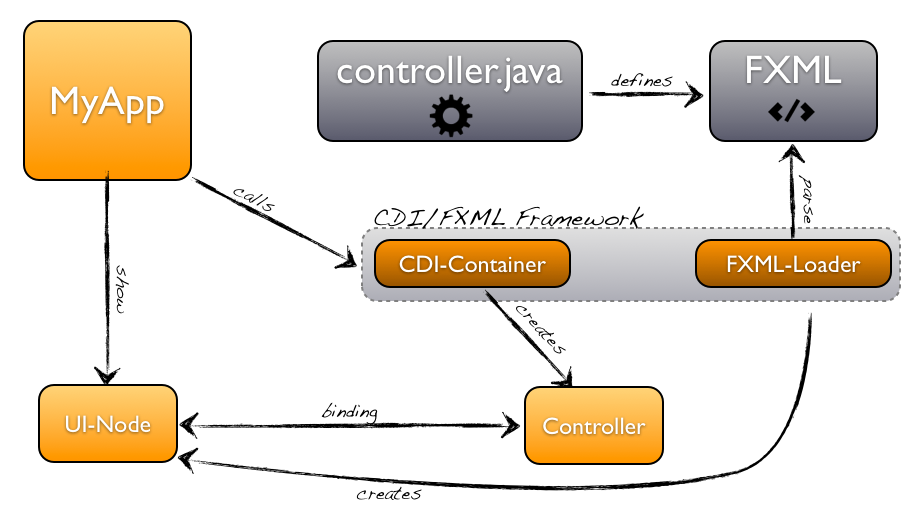 MyApp
controller.java
defines
FXML
</>
calls
parse
CDI/FXML Framework
CDI-Container
FXML-Loader
show
creates
UI-Node
binding
Controller
creates